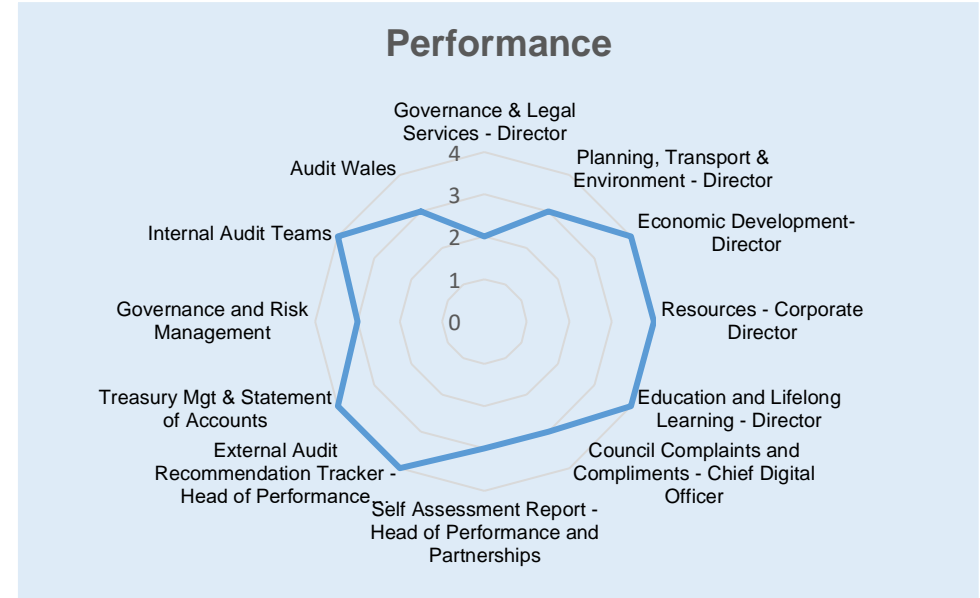 Performance
Governance & Legal
Services - Director
Planning, Transport &
Environment - Director
Economic Development-
Director
Resources - Corporate
Director
Education and Lifelong
Learning - Director
Council Complaints and
Compliments - Chief Digital
Officer
Self Assessment Report -
Head of Performance and
Partnerships
External Audit
Recommendation Tracker -
Head of Performance...
Treasury Mgt & Statement
of Accounts
Governance and Risk
Management
Internal Audit Teams
Audit Wales
4
3
2
1
0